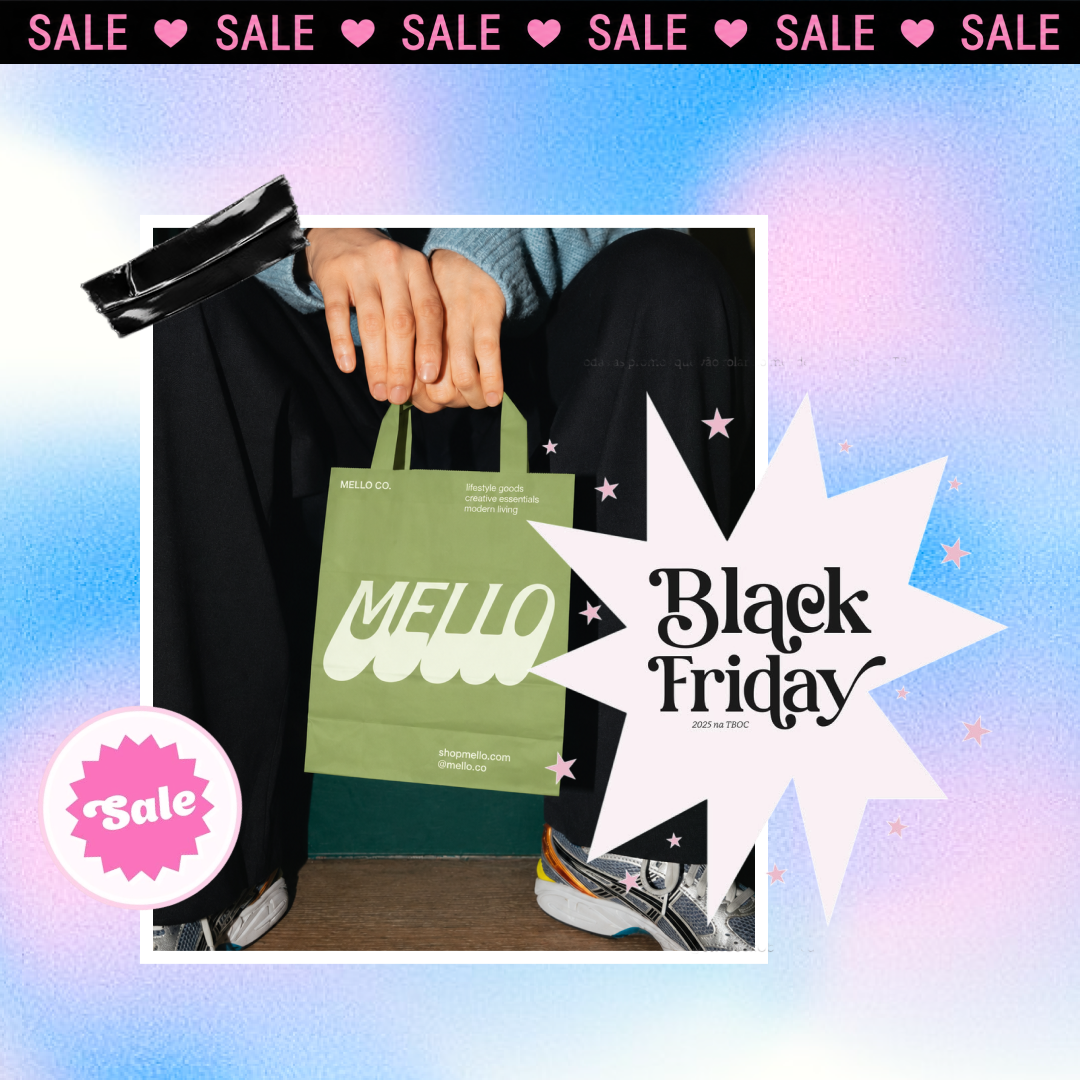 SALE SALE SALE SALE SALE SALE
MELLO CO.
lifestyle goods
creative essentials
modern living
MELLO
shopmello.com
@mello.co
Black
Friday
2025 na TBOC
Sale